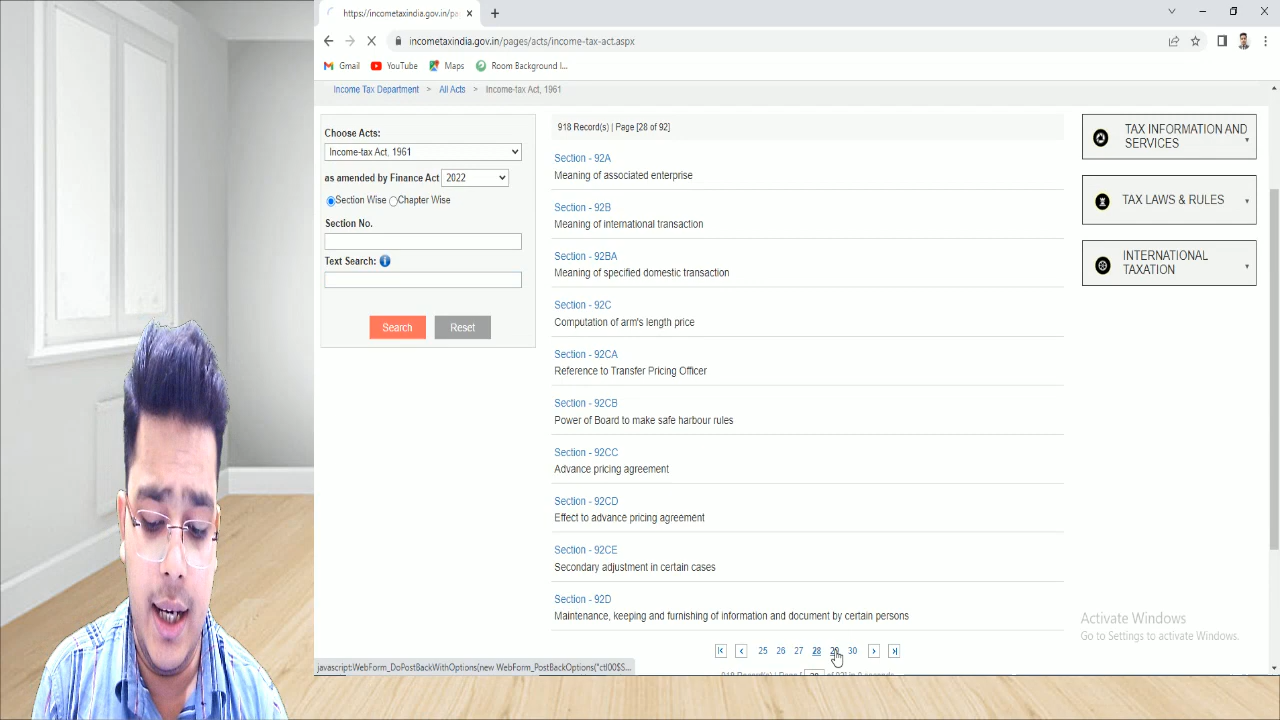 https://incometaxindia.gov.in/pa
incometaxindia.gov.in/pages/acts/income-tax-act.aspx
Gmail YouTube Maps Room Background I...
Income Tax Department > All Acts > Income-tax Act, 1961
Choose Acts:
Income-tax Act, 1961
as amended by Finance Act 2022
Section Wise Chapter Wise
Section No.
Text Search:
Search Reset
918 Record(s) | Page [28 of 92]
Section - 92A
Meaning of associated enterprise
Section - 92B
Meaning of international transaction
Section - 92BA
Meaning of specified domestic transaction
Section - 92C
Computation of arm's length price
Section - 92CA
Reference to Transfer Pricing Officer
Section - 92CB
Power of Board to make safe harbour rules
Section - 92CC
Advance pricing agreement
Section - 92CD
Effect to advance pricing agreement
Section - 92CE
Secondary adjustment in certain cases
Section - 92D
Maintenance, keeping and furnishing of information and document by certain persons
25 26 27 28 29 30
TAX INFORMATION AND
SERVICES
TAX LAWS & RULES
INTERNATIONAL
TAXATION
Activate Windows
Go to Settings to activate Windows.
javascript:WebForm_DoPostBackWithOptions(new WebForm_PostBackOptions("ctl00$S...